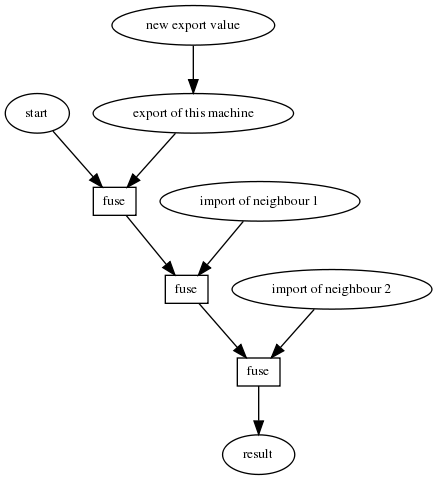 new export value
start
export of this machine
fuse
import of neighbour 1
fuse
import of neighbour 2
fuse
result